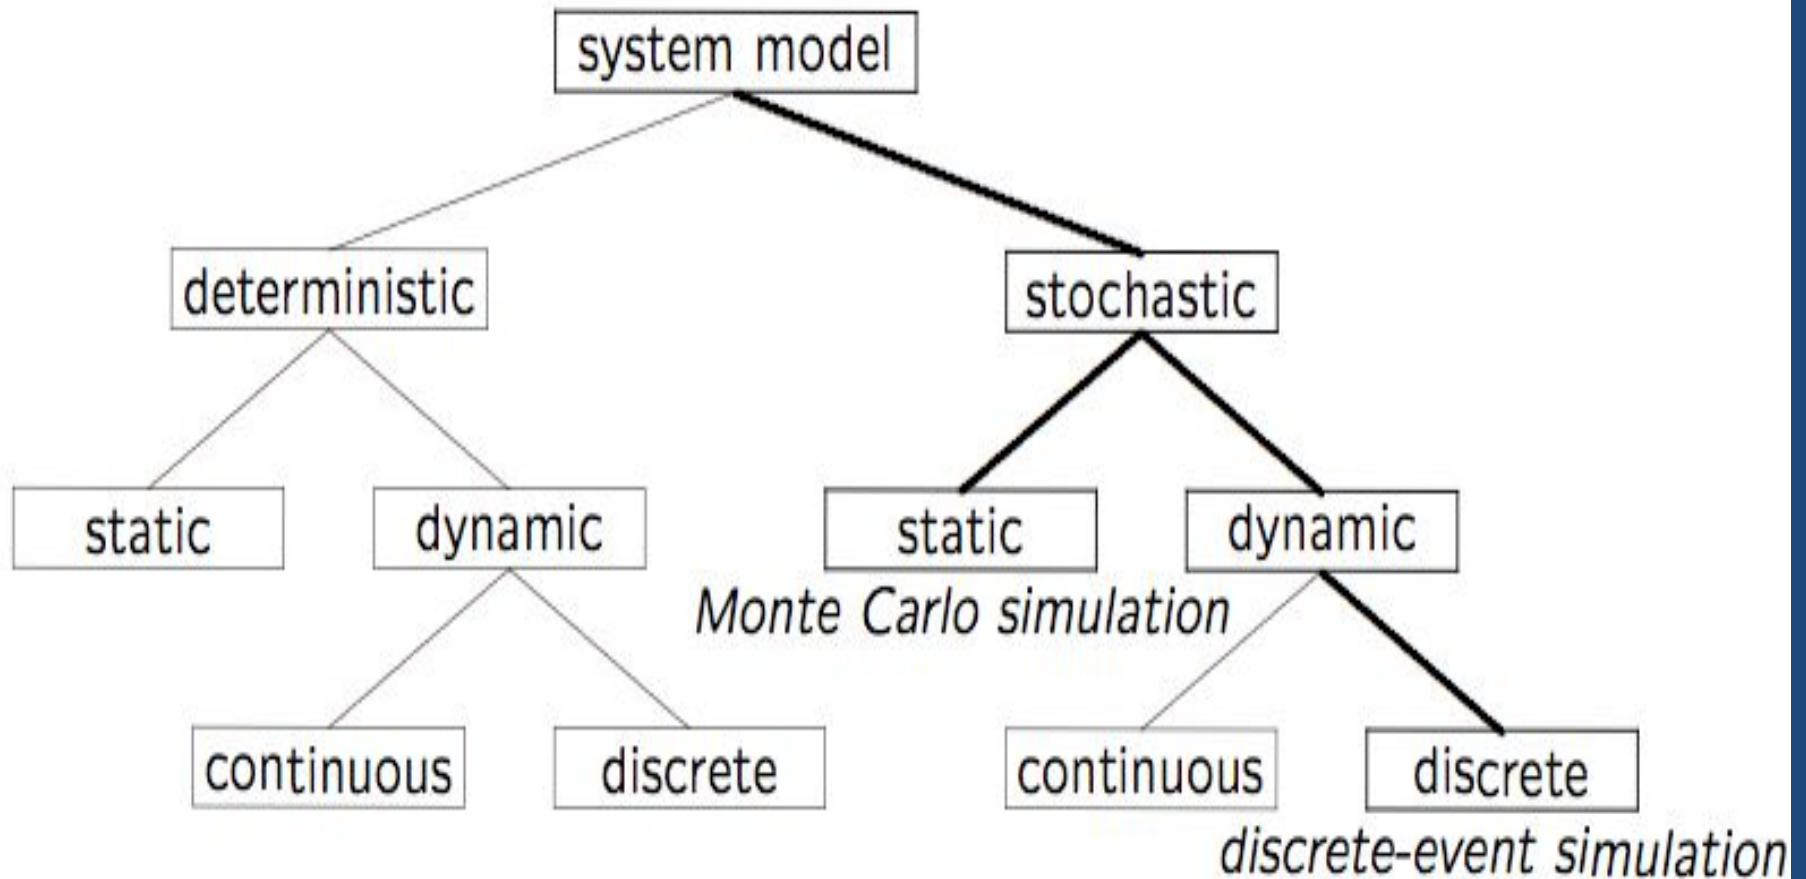 system model
deterministic
stochastic
static
dynamic
static
dynamic
Monte Carlo simulation
continuous
discrete
continuous
discrete
discrete-event simulation